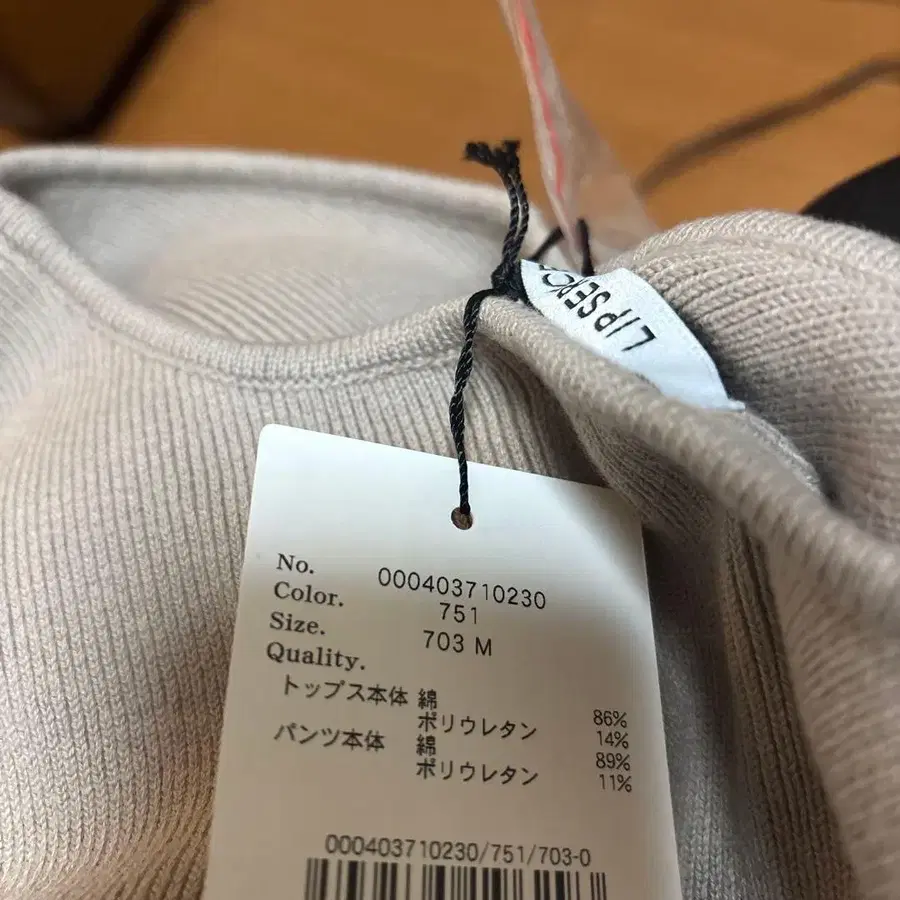 LIPSERVICE
No. 000403710230
Color. 751
Size. 703 M
Quality.
トップス本体 綿 86%
ポリウレタン 14%
パンツ本体 綿 89%
ポリウレタン 11%
000403710230/751/703-0